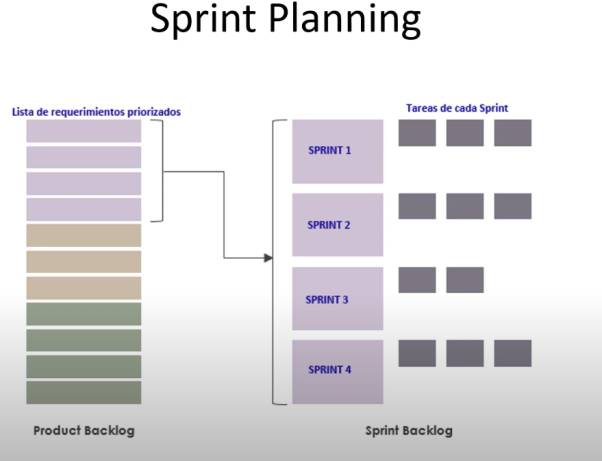 Sprint Planning
Lista de requerimientos priorizados
Tareas de cada Sprint
SPRINT 1
SPRINT 2
SPRINT 3
SPRINT 4
Product Backlog
Sprint Backlog